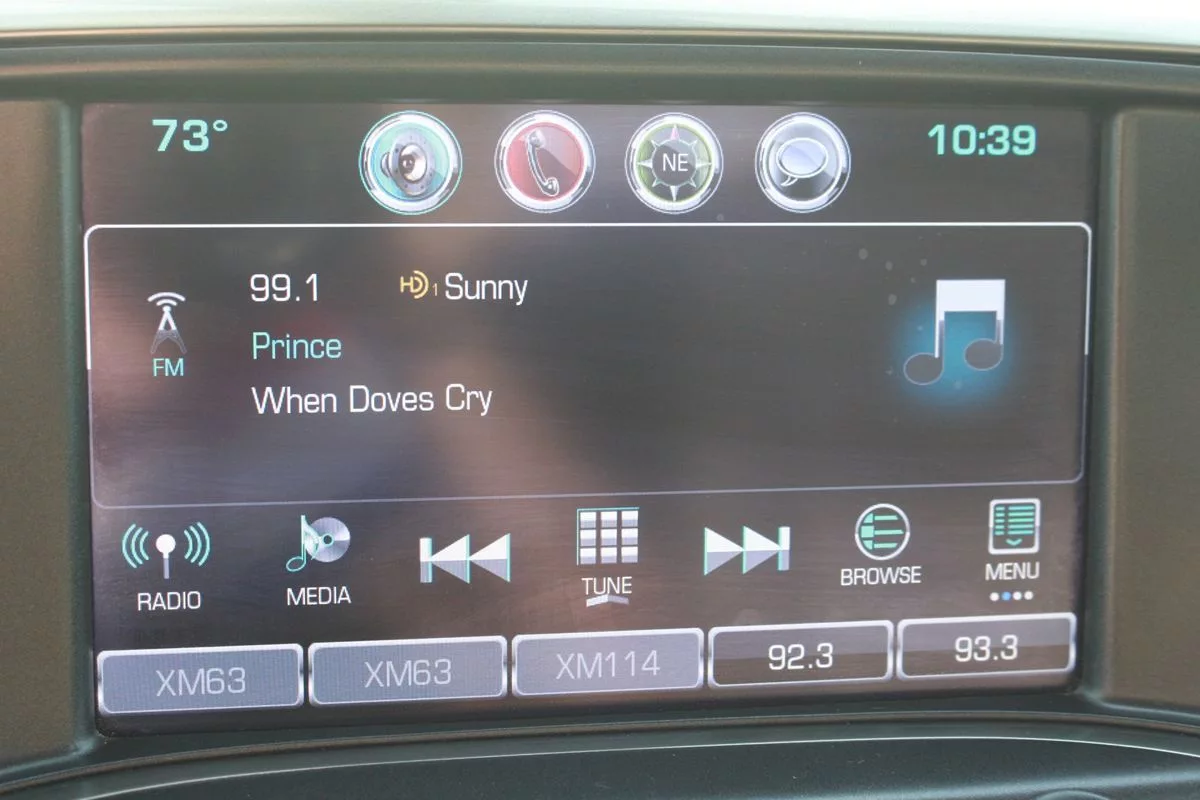 73°
NE
10:39
99.1
HD1 Sunny
FM
Prince
When Doves Cry
RADIO
MEDIA
TUNE
BROWSE
MENU
XM63
XM63
XM114
92.3
93.3